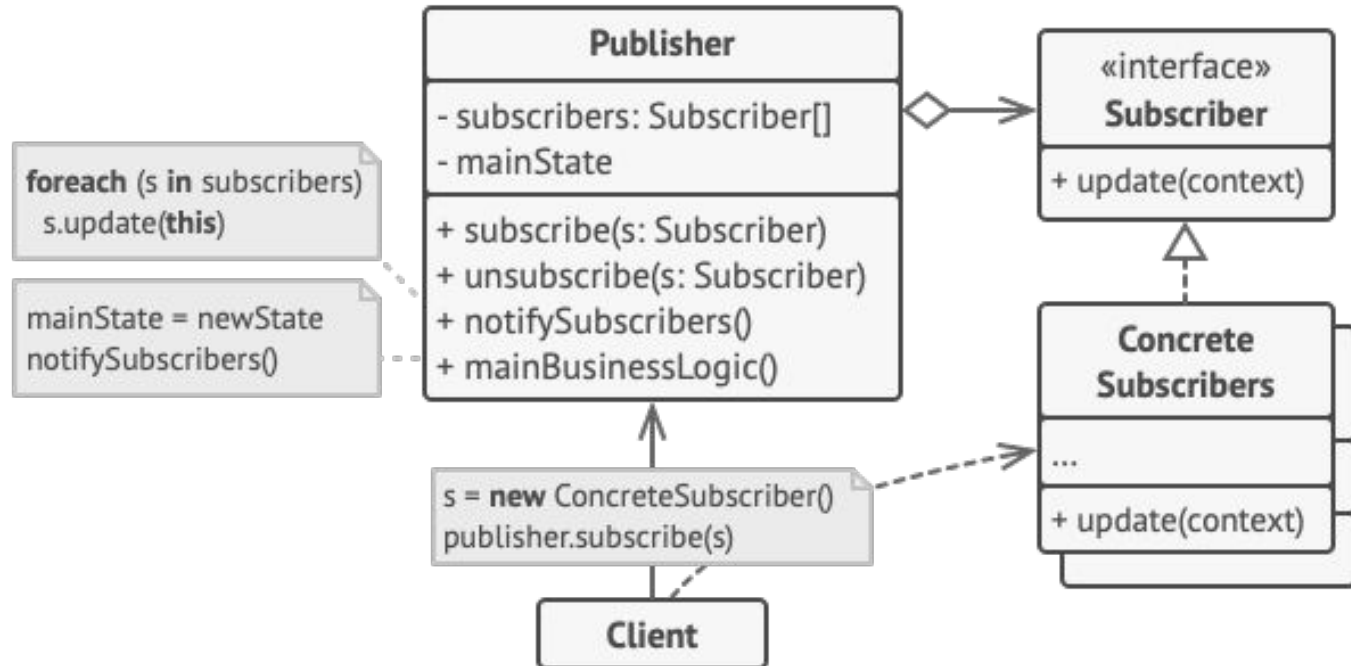 Publisher
- subscribers: Subscriber[]
- mainState
+ subscribe(s: Subscriber)
+ unsubscribe(s: Subscriber)
+ notifySubscribers()
+ mainBusinessLogic()
«interface»
Subscriber
+ update(context)
foreach (s in subscribers)
s.update(this)
mainState = newState
notifySubscribers()
Concrete
Subscribers
...
+ update(context)
s = new ConcreteSubscriber()
publisher.subscribe(s)
Client